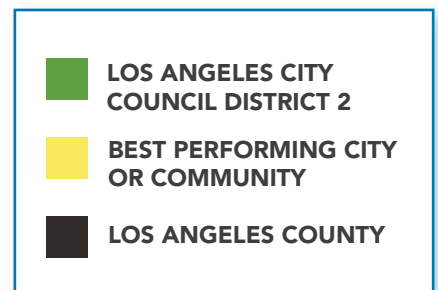 LOS ANGELES CITY
COUNCIL DISTRICT 2
BEST PERFORMING CITY
OR COMMUNITY
LOS ANGELES COUNTY